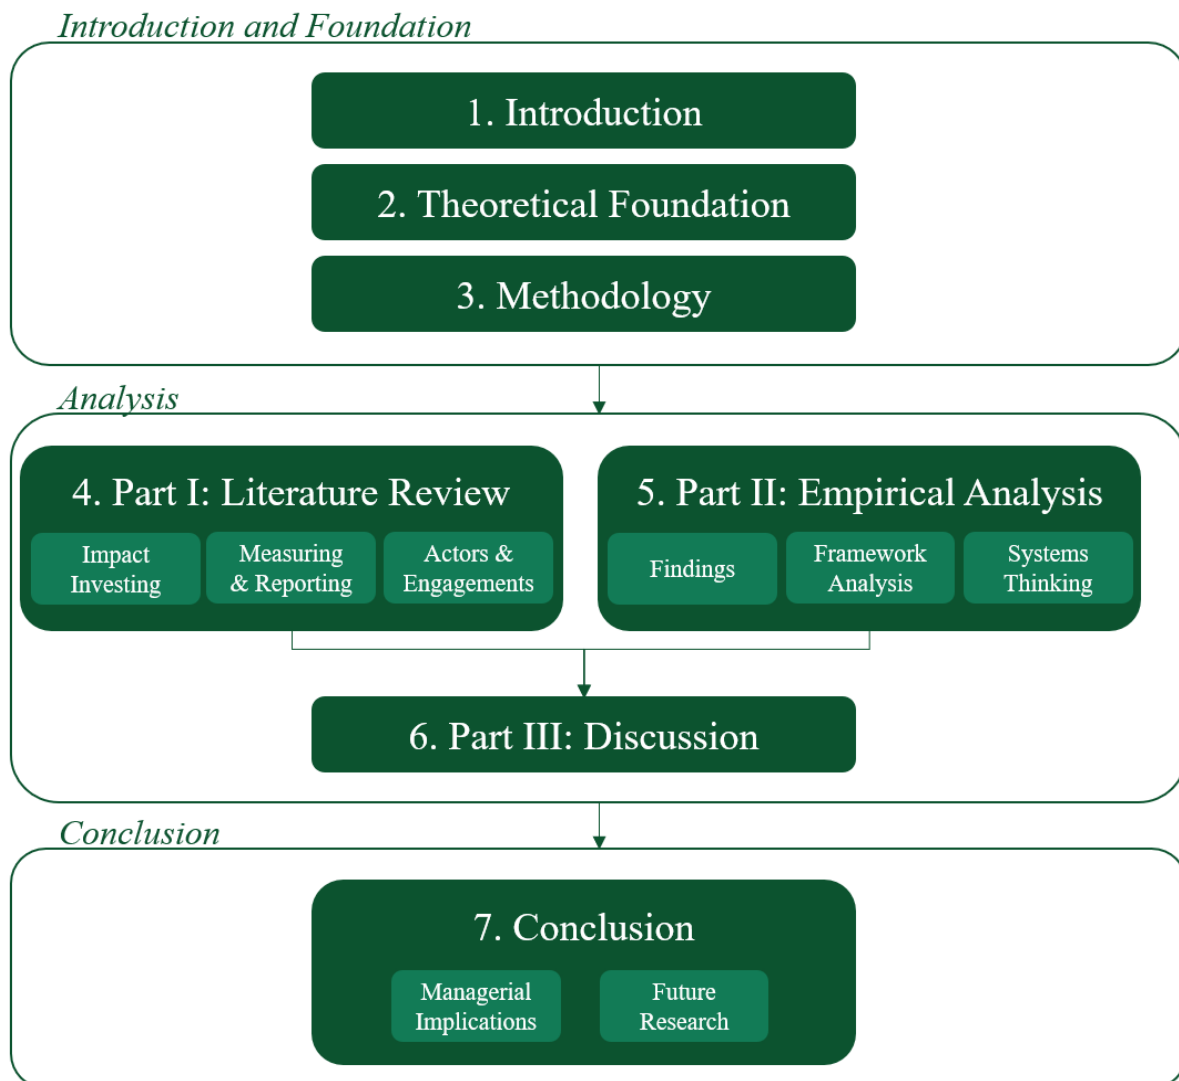 Introduction and Foundation
1. Introduction
2. Theoretical Foundation
3. Methodology
Analysis
4. Part I: Literature Review
Impact
Investing
Measuring
& Reporting
Actors &
Engagements
5. Part II: Empirical Analysis
Findings
Framework
Analysis
Systems
Thinking
6. Part III: Discussion
Conclusion
7. Conclusion
Managerial
Implications
Future
Research